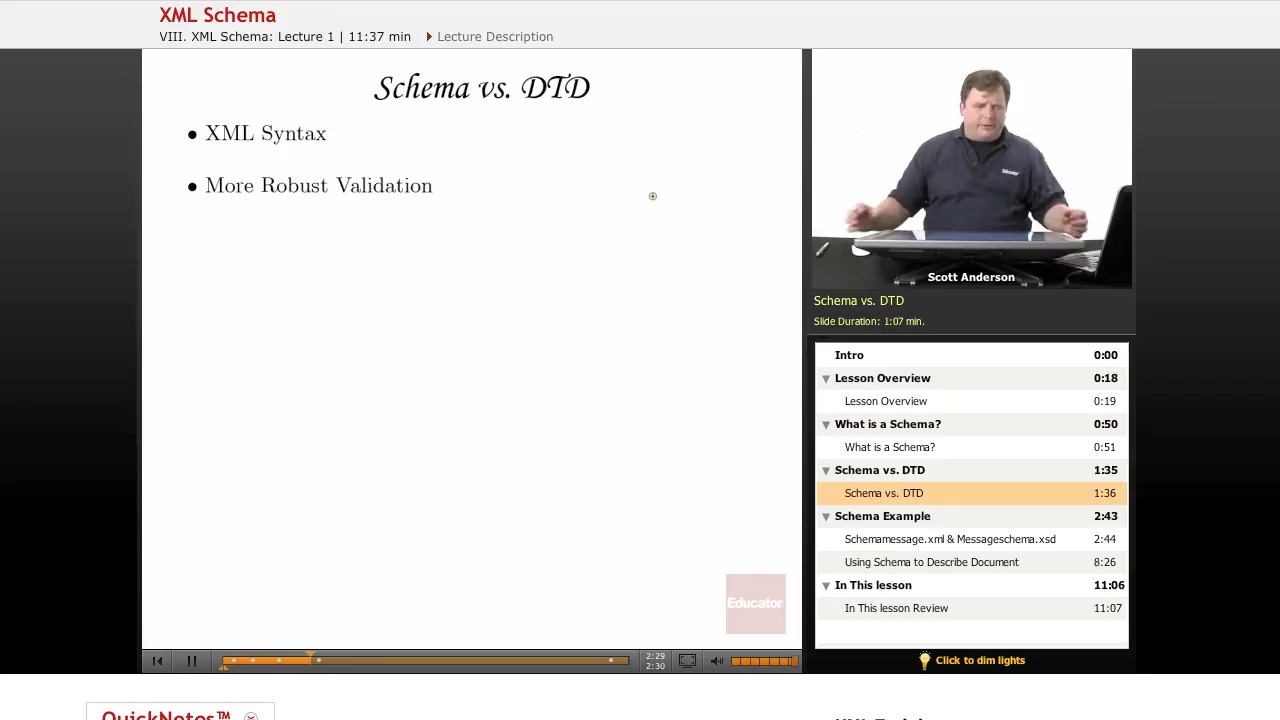 XML Schema
VIII. XML Schema: Lecture 1 | 11:37 min
Lecture Description
Schema vs. DTD
• XML Syntax
• More Robust Validation
Educator
Educator
Scott Anderson
Schema vs. DTD
Slide Duration: 1:07 min.
Intro 0:00
Lesson Overview 0:18
Lesson Overview 0:19
What is a Schema? 0:50
What is a Schema? 0:51
Schema vs. DTD 1:35
Schema vs. DTD 1:36
Schema Example 2:43
Schemamessage.xml & Messageschema.xsd 2:44
Using Schema to Describe Document 8:26
In This lesson 11:06
In This lesson Review 11:07
2:29
2:30
Click to dim lights
QuickNotes™